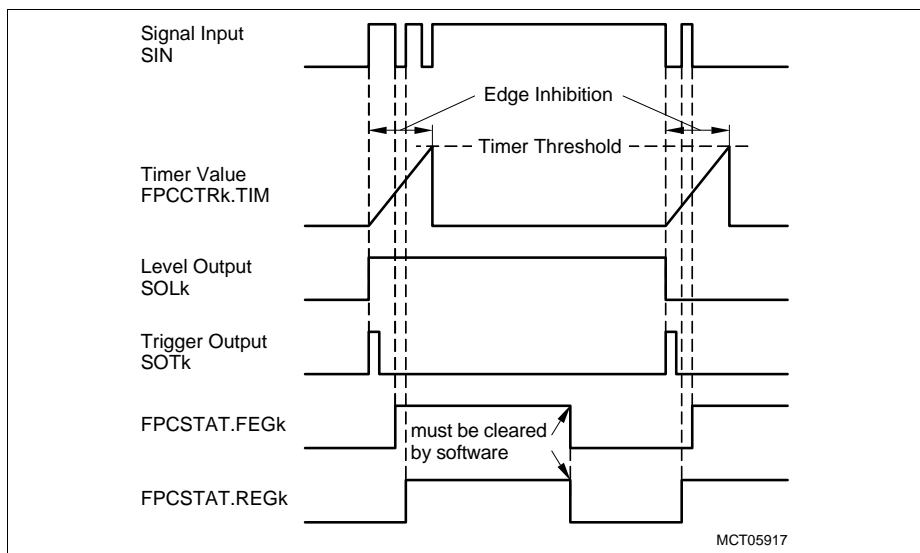 Signal Input
SIN
Edge Inhibition
Timer Threshold
Timer Value
FPCCTRk.TIM
Level Output
SOLk
Trigger Output
SOTk
FPCSTAT.FEGk
must be cleared
by software
FPCSTAT.REGk
MCT05917